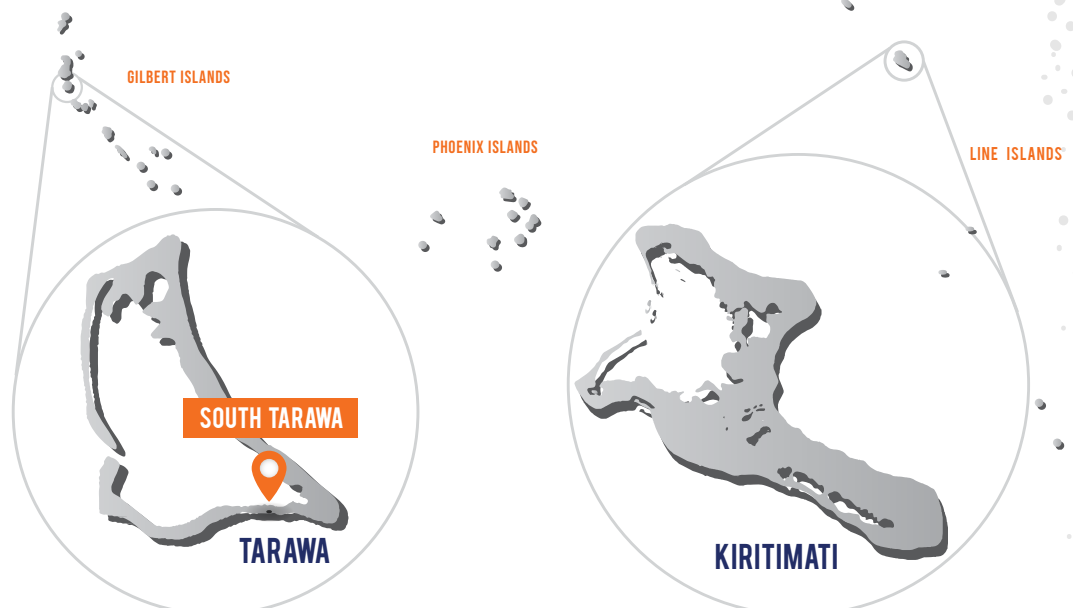 GILBERT ISLANDS
PHOENIX ISLANDS
LINE ISLANDS
SOUTH TARAWA
TARAWA
KIRITIMATI